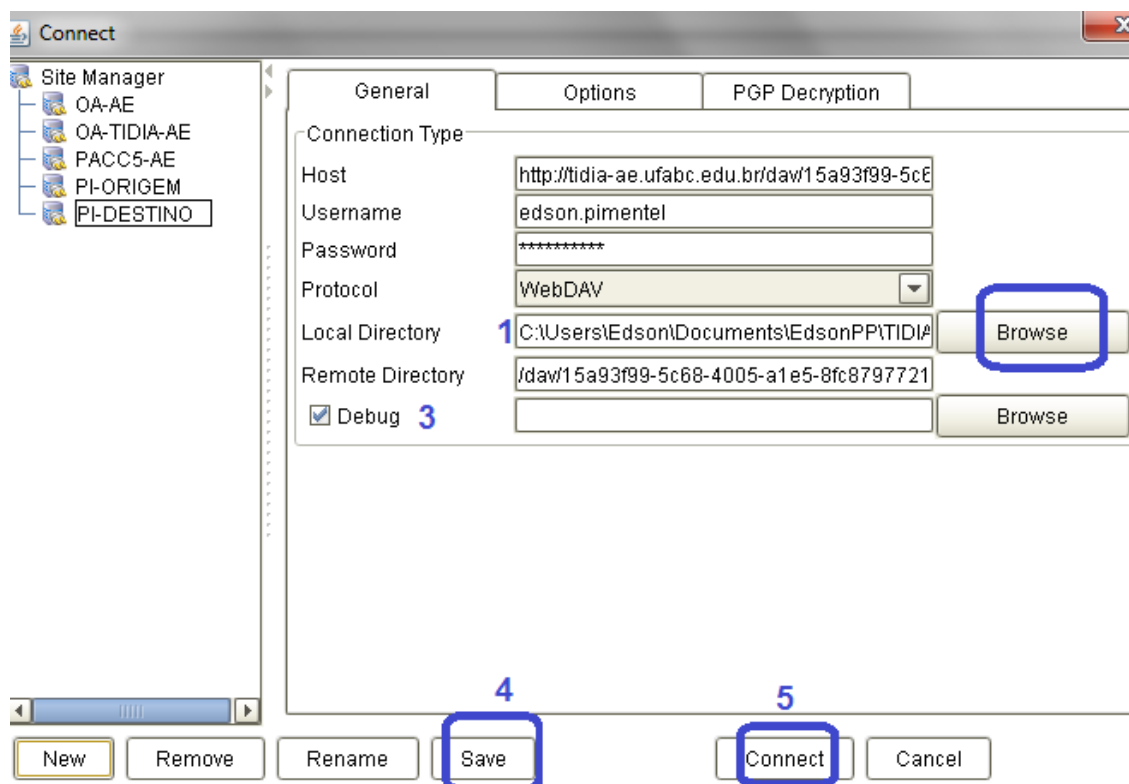 Connect
Site Manager
OA-AE
OA-TIDIA-AE
PACC5-AE
PI-ORIGEM
PI-DESTINO
General Options PGP Decryption
Connection Type
Host http://tidia-ae.ufabc.edu.br/dav/15a93f99-5c6
Username edson.pimentel
Password **********
Protocol WebDAV
Local Directory 1 C:\Users\Edson\Documents\EdsonPP\TIDIA Browse
Remote Directory /dav/15a93f99-5c68-4005-a1e5-8fc8797721
Debug 3 Browse
4 5
New Remove Rename Save Connect Cancel